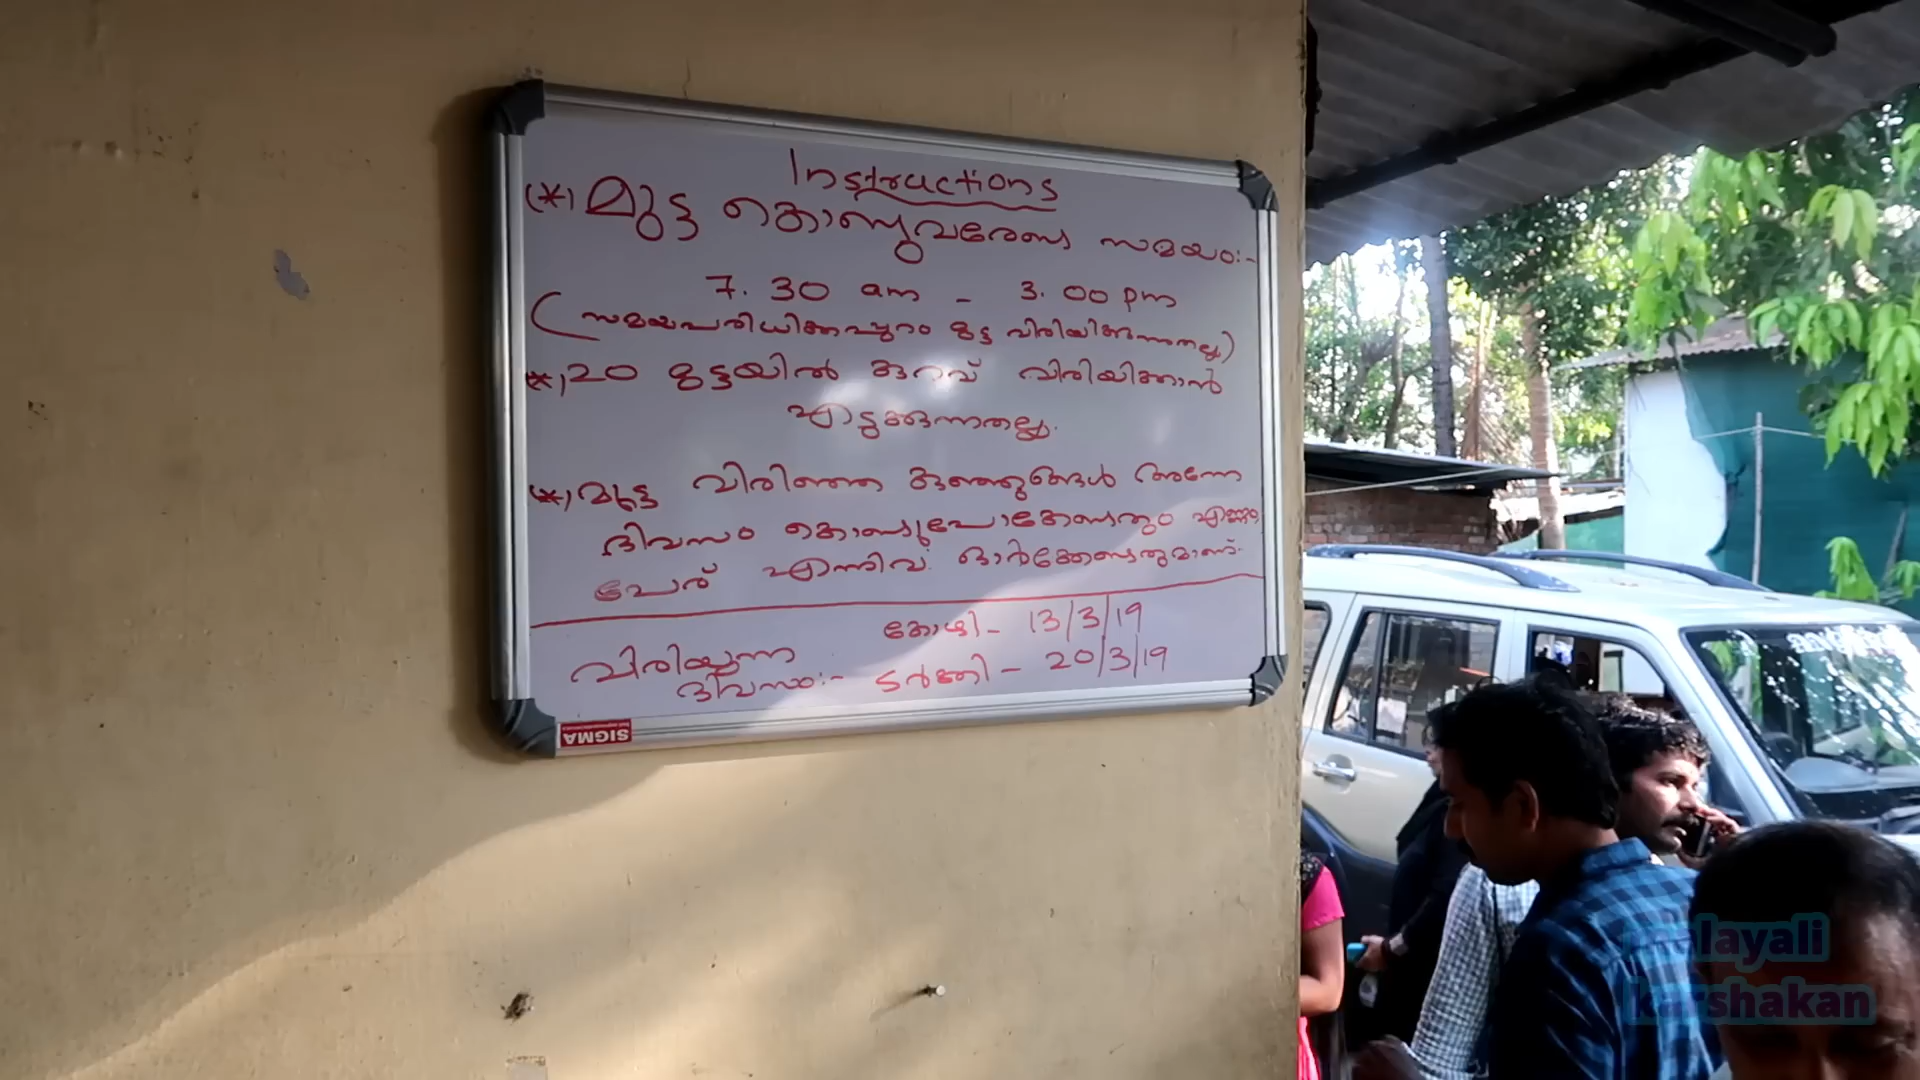 Instructions
(*) മുട്ട കൊണ്ടുവരേണ്ട സമയം:-
7.30 am - 3.00 pm
(സമയപരിധിക്കപ്പുറം മുട്ട വിരിയിക്കുന്നതല്ല)
(*) 20 മുട്ടയിൽ കുറവ് വിരിയിക്കാൻ
എടുക്കുന്നതല്ല.
(*) മുട്ട വിരിഞ്ഞ കുഞ്ഞുങ്ങൾ അന്നേ
ദിവസം കൊണ്ടുപോകേണ്ടതും എണ്ണം,
പേര് എന്നിവ ഓർക്കേണ്ടതുമാണ്.
വിരിയുന്ന ദിവസം:-
കോഴി - 13/3/19
ടർക്കി - 20/3/19
SIGMA
malayali
karshakan